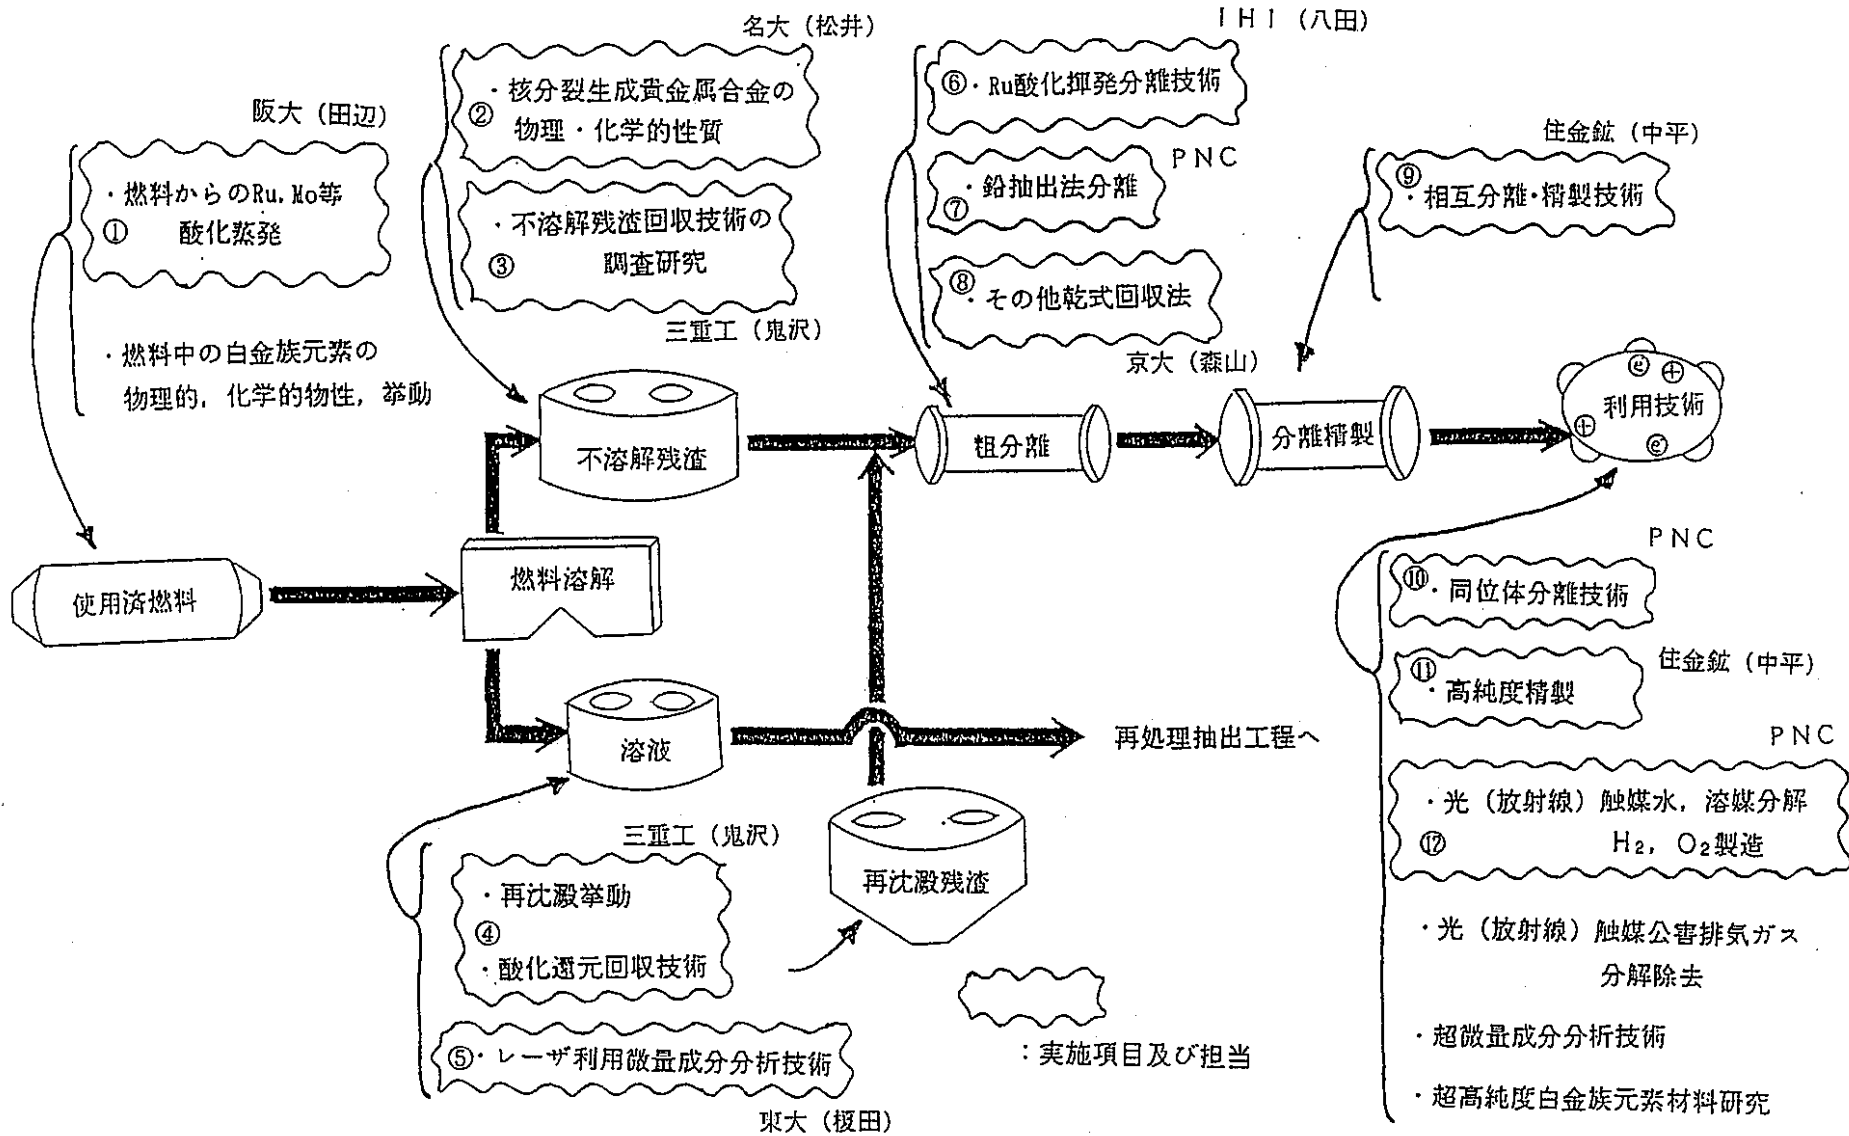 阪大（田辺）
・燃料からのRu, Mo等
① 酸化蒸発
・燃料中の白金族元素の
物理的, 化学的物性, 挙動
名大（松井）
・核分裂生成貴金属合金の
② 物理・化学的性質
・不溶解残渣回収技術の
③ 調査研究
三重工（鬼沢）
IHI（八田）
⑥・Ru酸化揮発分離技術
PNC
・鉛抽出法分離
⑦
⑧
・その他乾式回収法
京大（森山）
住金鉱（中平）
⑨
・相互分離・精製技術
使用済燃料
燃料溶解
不溶解残渣
溶液
粗分離
分離精製
利用技術
e +
+
e
再処理抽出工程へ
再沈澱残渣
三重工（鬼沢）
・再沈澱挙動
④
・酸化還元回収技術
⑤・レーザ利用微量成分分析技術
東大（榎田）
：実施項目及び担当
PNC
⑩・同位体分離技術
住金鉱（中平）
⑪
・高純度精製
PNC
・光（放射線）触媒水, 溶媒分解
⑫ H₂, O₂製造
・光（放射線）触媒公害排気ガス
分解除去
・超微量成分分析技術
・超高純度白金族元素材料研究